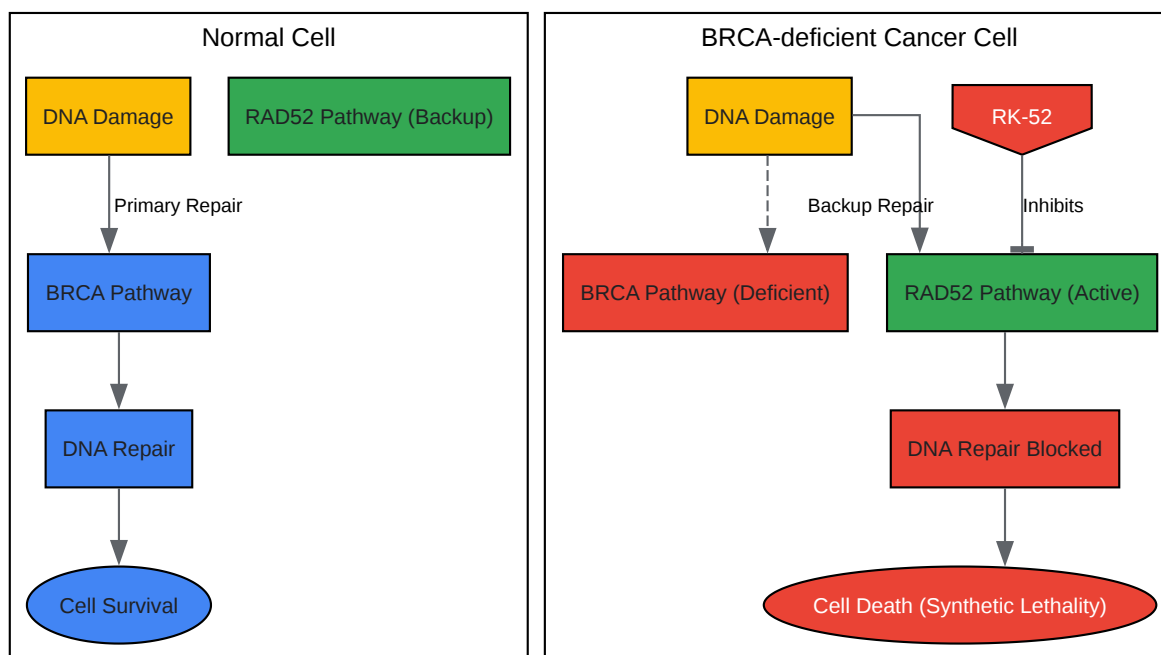 Normal Cell
DNA Damage
RAD52 Pathway (Backup)
Primary Repair
BRCA Pathway
DNA Repair
Cell Survival
BRCA-deficient Cancer Cell
DNA Damage
RK-52
Backup Repair
Inhibits
BRCA Pathway (Deficient)
RAD52 Pathway (Active)
DNA Repair Blocked
Cell Death (Synthetic Lethality)